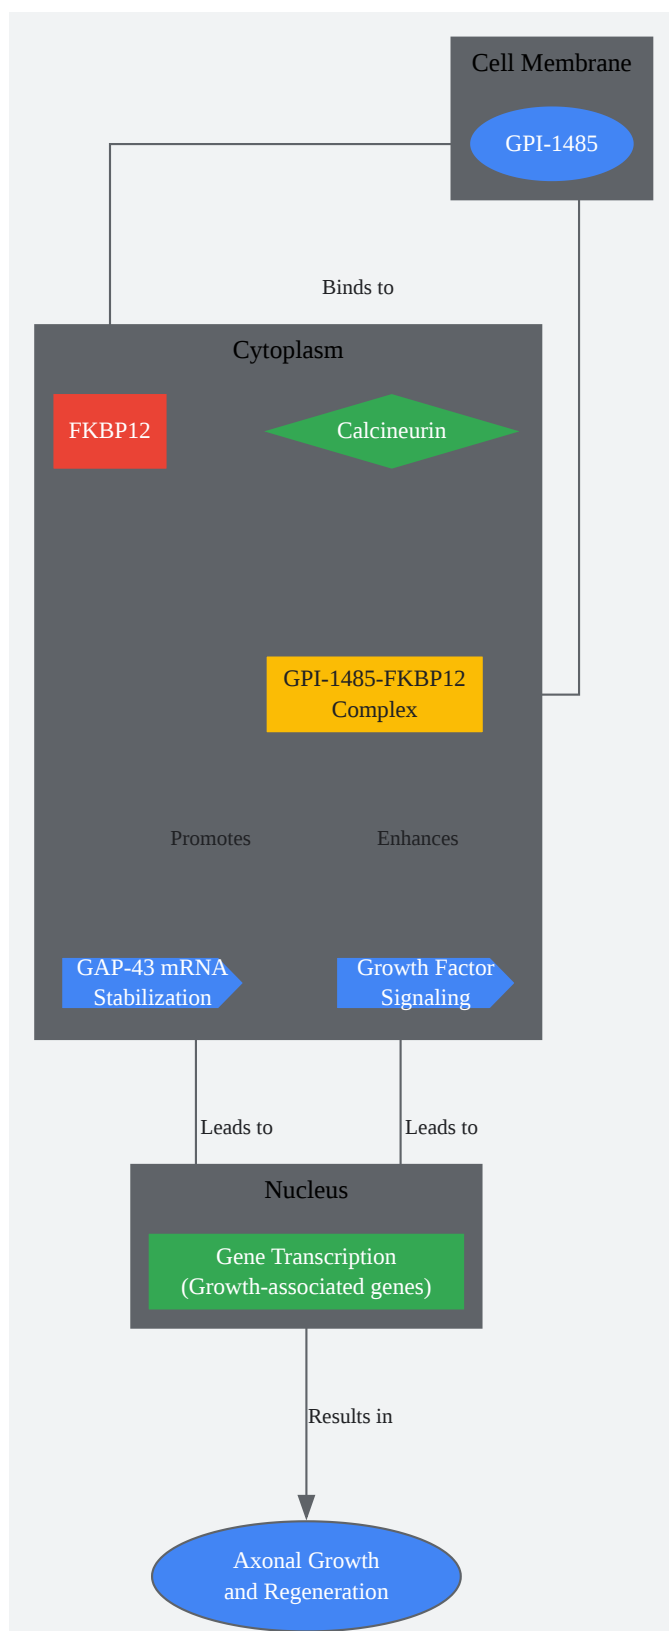 Cell Membrane
GPI-1485
Binds to
Cytoplasm
FKBP12
Calcineurin
GPI-1485-FKBP12
Complex
Promotes
Enhances
GAP-43 mRNA
Stabilization
Growth Factor
Signaling
Leads to
Leads to
Nucleus
Gene Transcription
(Growth-associated genes)
Results in
Axonal Growth
and Regeneration